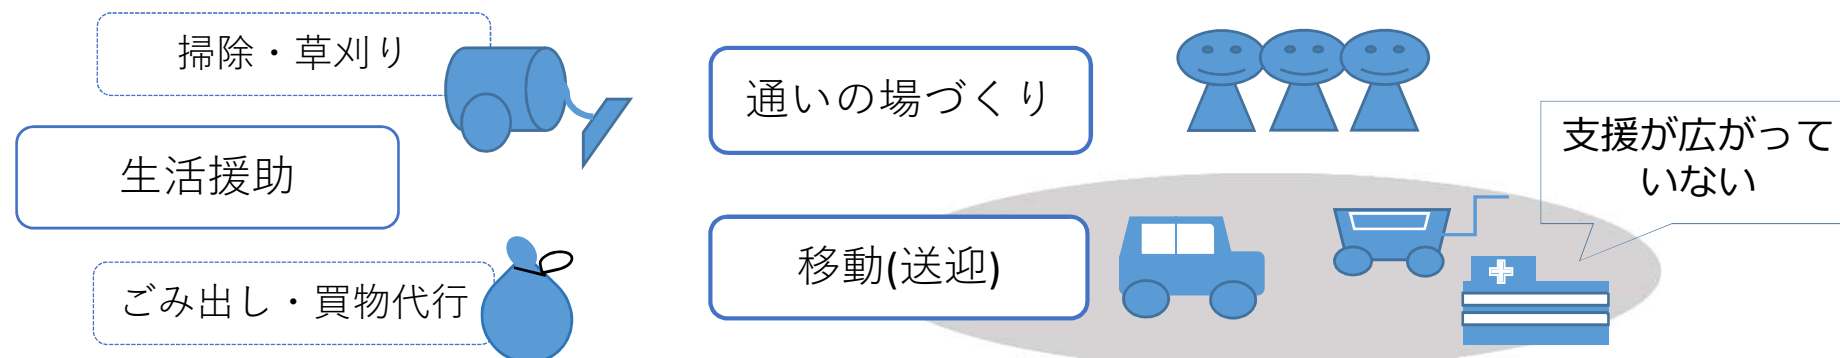 掃除・草刈り
生活援助
ごみ出し・買物代行
通いの場づくり
移動(送迎)
支援が広がって
いない